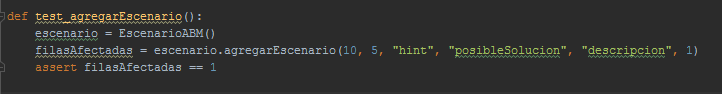 def test_agregarEscenario():
    escenario = EscenarioABM()
    filasAfectadas = escenario.agregarEscenario(10, 5, "hint", "posibleSolucion", "descripcion", 1)
    assert filasAfectadas == 1